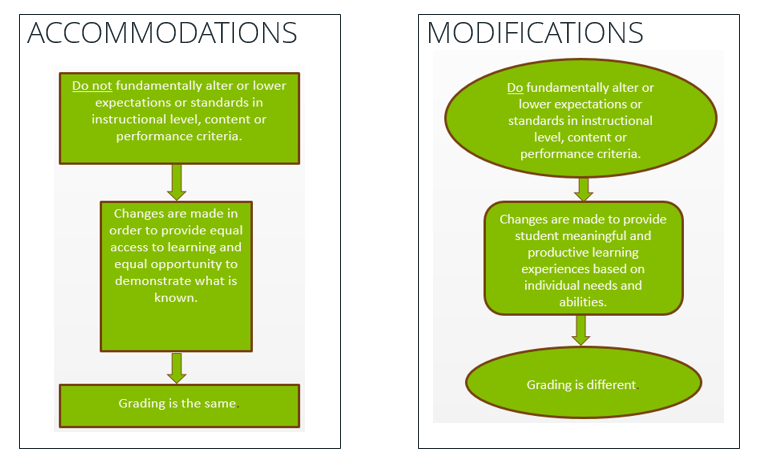 ACCOMMODATIONS
Do not fundamentally alter or lower
expectations or standards in
instructional level, content or
performance criteria.
Changes are made in
order to provide equal
access to learning and
equal opportunity to
demonstrate what is
known.
Grading is the same.
MODIFICATIONS
Do fundamentally alter or
lower expectations or
standards in instructional
level, content or
performance criteria.
Changes are made to provide
student meaningful and
productive learning
experiences based on
individual needs and
abilities.
Grading is different.